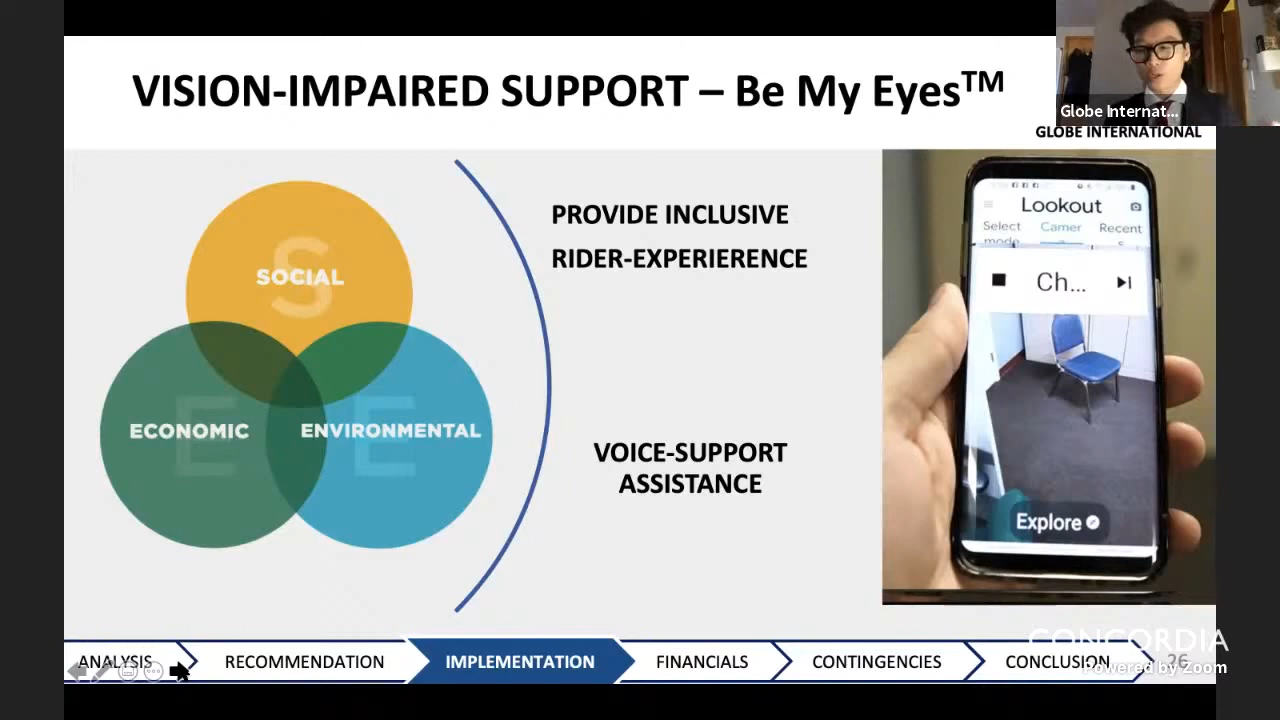 VISION-IMPAIRED SUPPORT – Be My Eyes™
Globe Internat...
GLOBE INTERNATIONAL
S
SOCIAL
E
ECONOMIC
E
ENVIRONMENTAL
PROVIDE INCLUSIVE
RIDER-EXPERIERENCE
VOICE-SUPPORT
ASSISTANCE
Lookout
Select
mode
Camer
Recent
s
Ch...
Explore
ANALYSIS
RECOMMENDATION
IMPLEMENTATION
FINANCIALS
CONTINGENCIES
CONCLUSION
26
CONCORDIA
Powered by Zoom